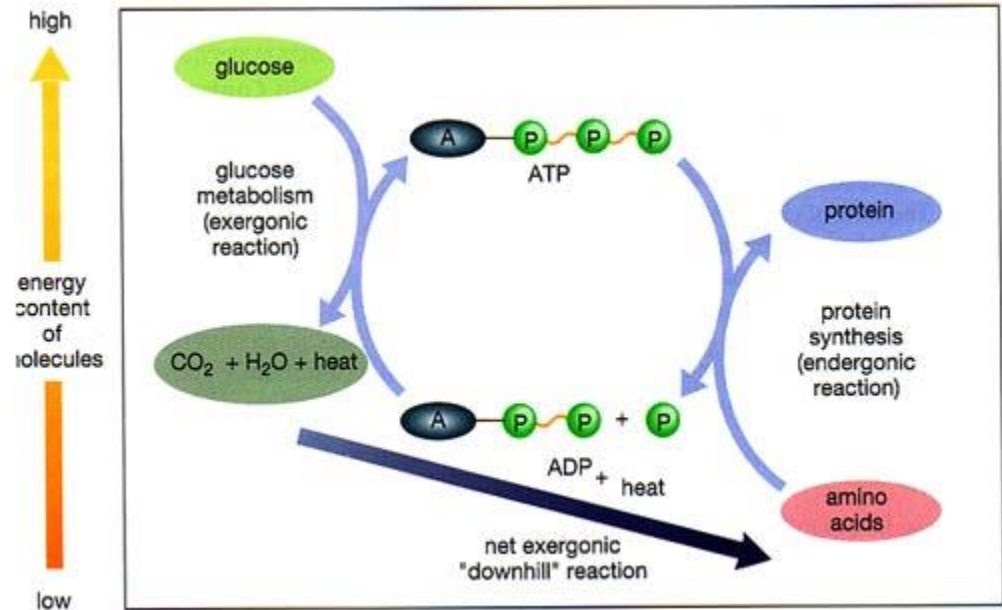 high
glucose
A
P
P
P
ATP
glucose
metabolism
(exergonic
reaction)
protein
energy
content
of
molecules
protein
synthesis
(endergonic
reaction)
CO₂ + H₂O + heat
A
P
P + P
ADP + heat
amino
acids
net exergonic
"downhill" reaction
low